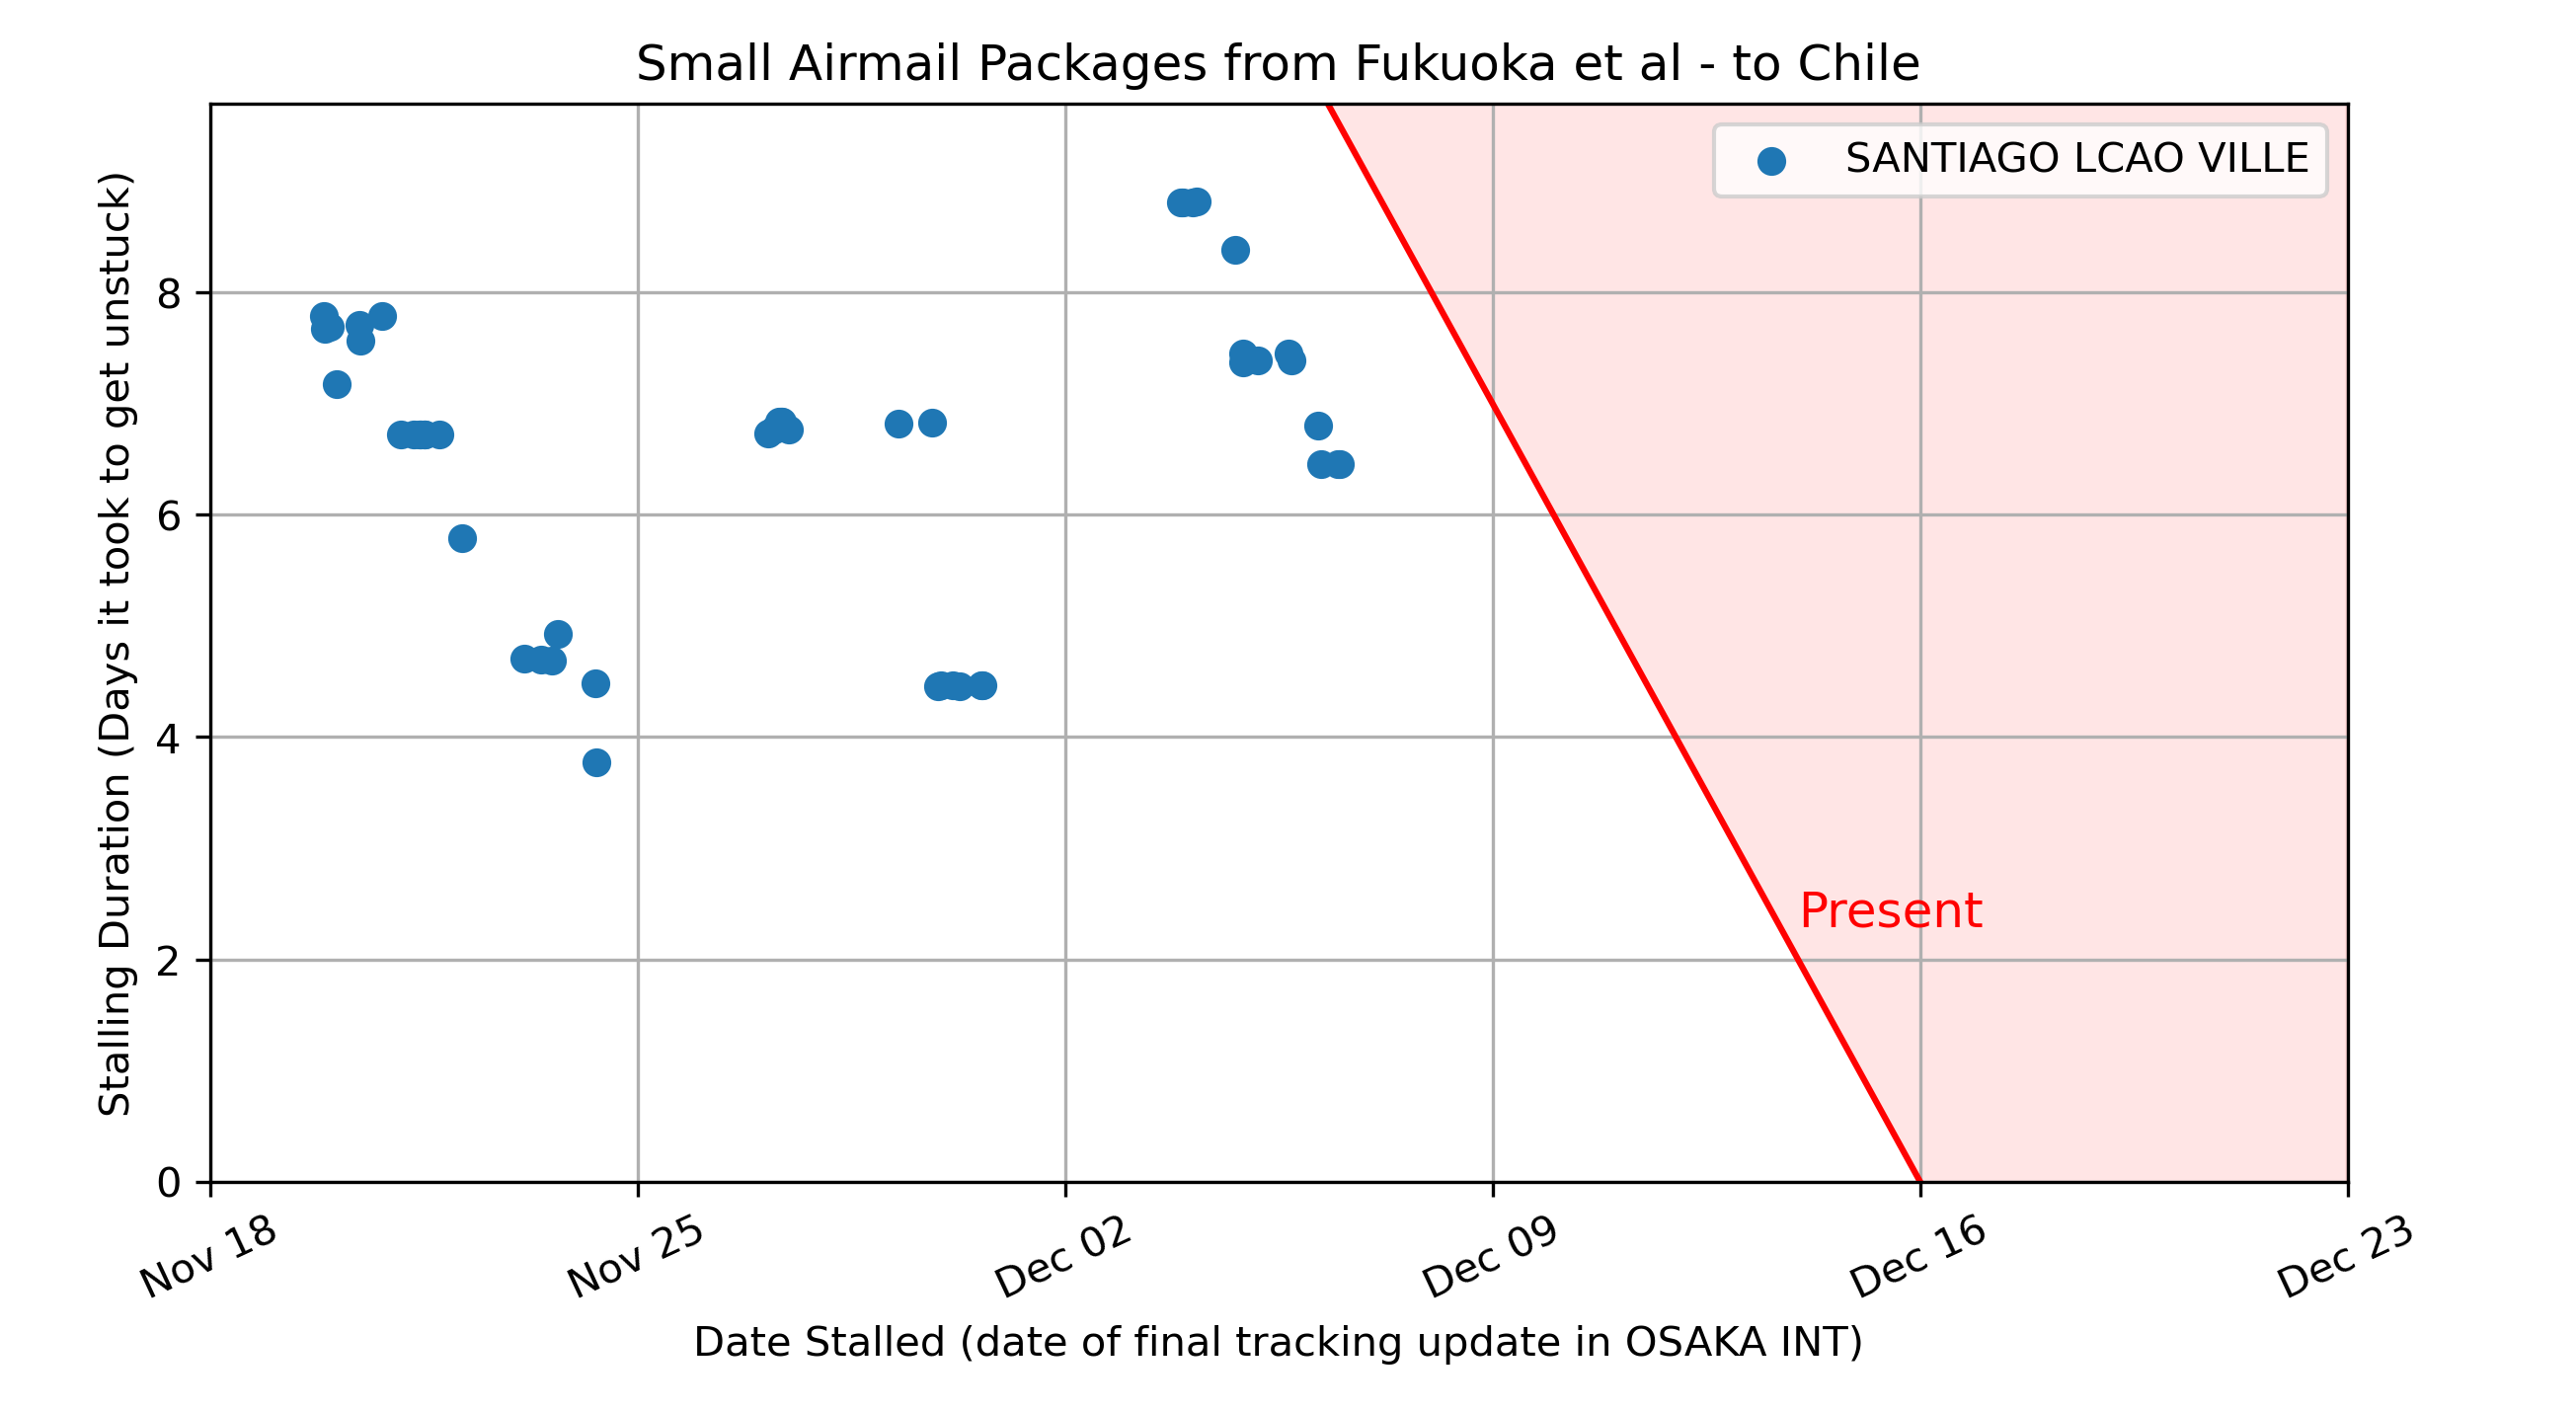 Small Airmail Packages from Fukuoka et al - to Chile
SANTIAGO LCAO VILLE
Stalling Duration (Days it took to get unstuck)
8
6
4
2
0
Present
Nov 18
Nov 25
Dec 02
Dec 09
Dec 16
Dec 23
Date Stalled (date of final tracking update in OSAKA INT)